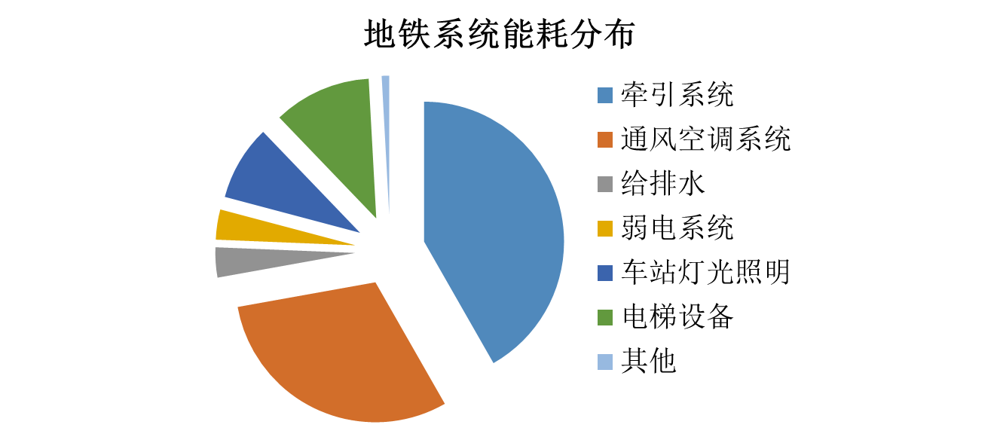 地铁系统能耗分布
牵引系统
通风空调系统
给排水
弱电系统
车站灯光照明
电梯设备
其他